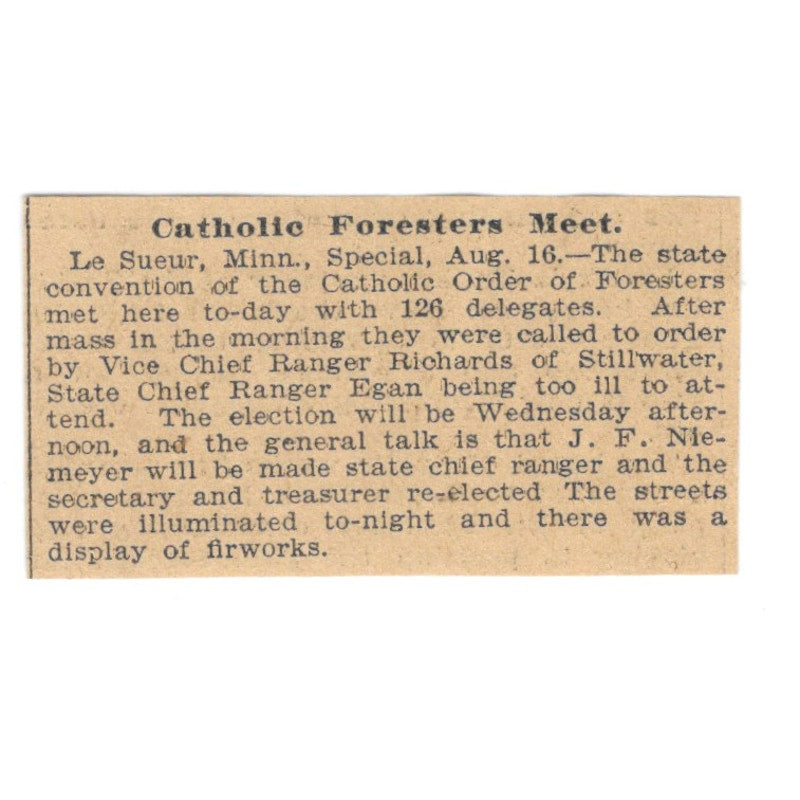 Catholic Foresters Meet.
Le Sueur, Minn., Special, Aug. 16.—The state
convention of the Catholic Order of Foresters
met here to-day with 126 delegates. After
mass in the morning they were called to order
by Vice Chief Ranger Richards of Stillwater,
State Chief Ranger Egan being too ill to at-
tend. The election will be Wednesday after-
noon, and the general talk is that J. F. Nie-
meyer will be made state chief ranger and the
secretary and treasurer re-elected The streets
were illuminated to-night and there was a
display of firworks.